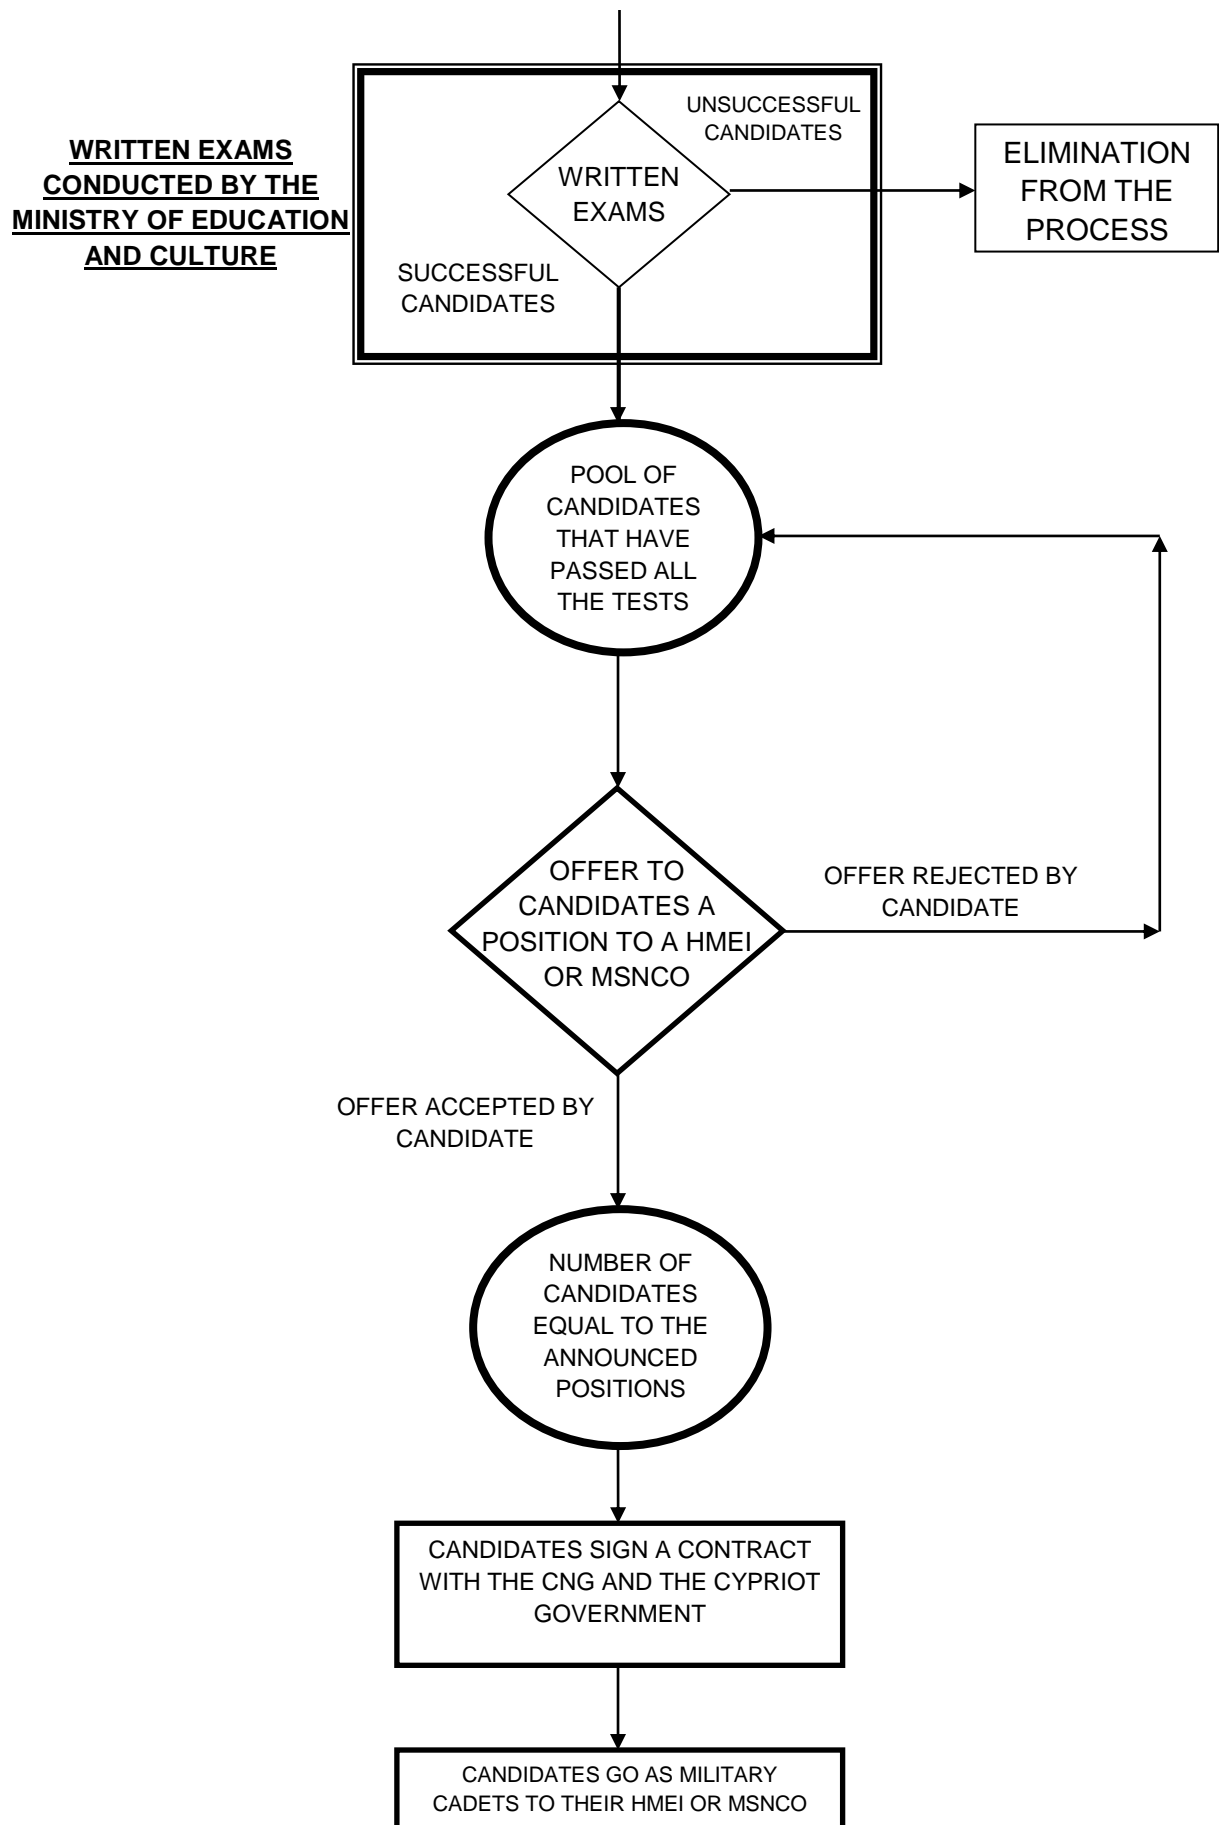 WRITTEN EXAMS
CONDUCTED BY THE
MINISTRY OF EDUCATION
AND CULTURE
UNSUCCESSFUL
CANDIDATES
WRITTEN
EXAMS
SUCCESSFUL
CANDIDATES
ELIMINATION
FROM THE
PROCESS
POOL OF
CANDIDATES
THAT HAVE
PASSED ALL
THE TESTS
OFFER TO
CANDIDATES A
POSITION TO A HMEI
OR MSNCO
OFFER REJECTED BY
CANDIDATE
OFFER ACCEPTED BY
CANDIDATE
NUMBER OF
CANDIDATES
EQUAL TO THE
ANNOUNCED
POSITIONS
CANDIDATES SIGN A CONTRACT
WITH THE CNG AND THE CYPRIOT
GOVERNMENT
CANDIDATES GO AS MILITARY
CADETS TO THEIR HMEI OR MSNCO